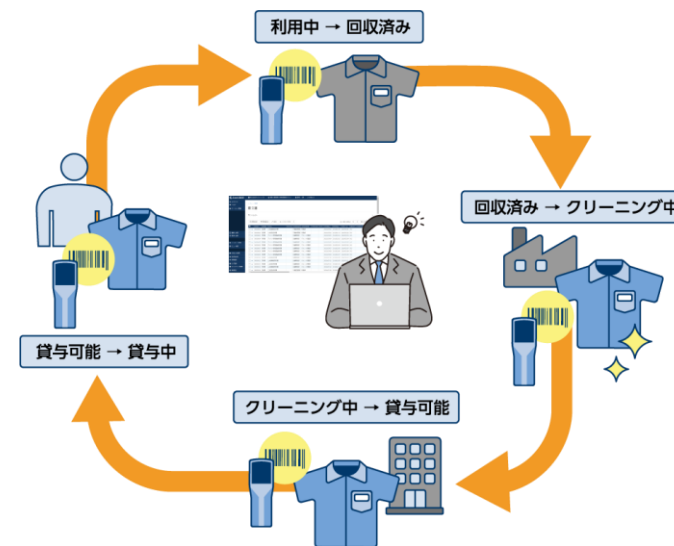 利用中 → 回収済み
回収済み → クリーニング中
クリーニング中 → 貸与可能
貸与可能 → 貸与中